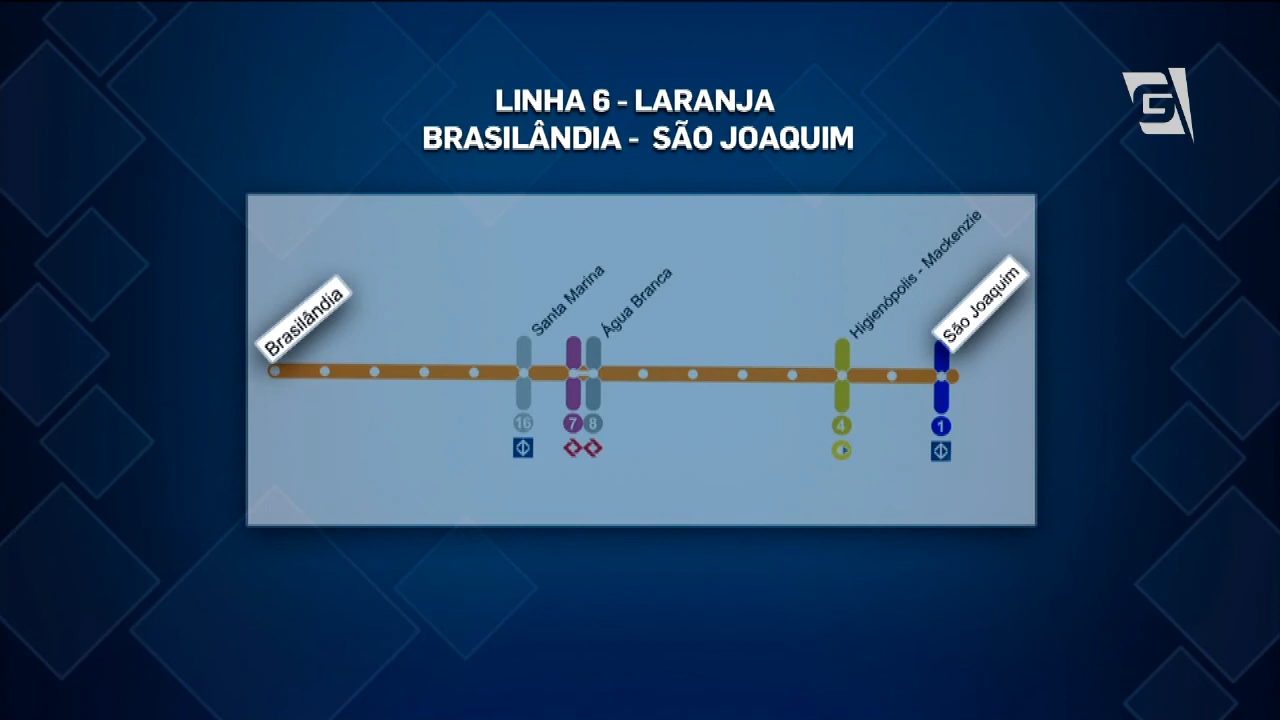 LINHA 6 - LARANJA
BRASILÂNDIA - SÃO JOAQUIM
Brasilândia
Santa Marina
Água Branca
Higienópolis - Mackenzie
São Joaquim
16
7
8
4
1
G